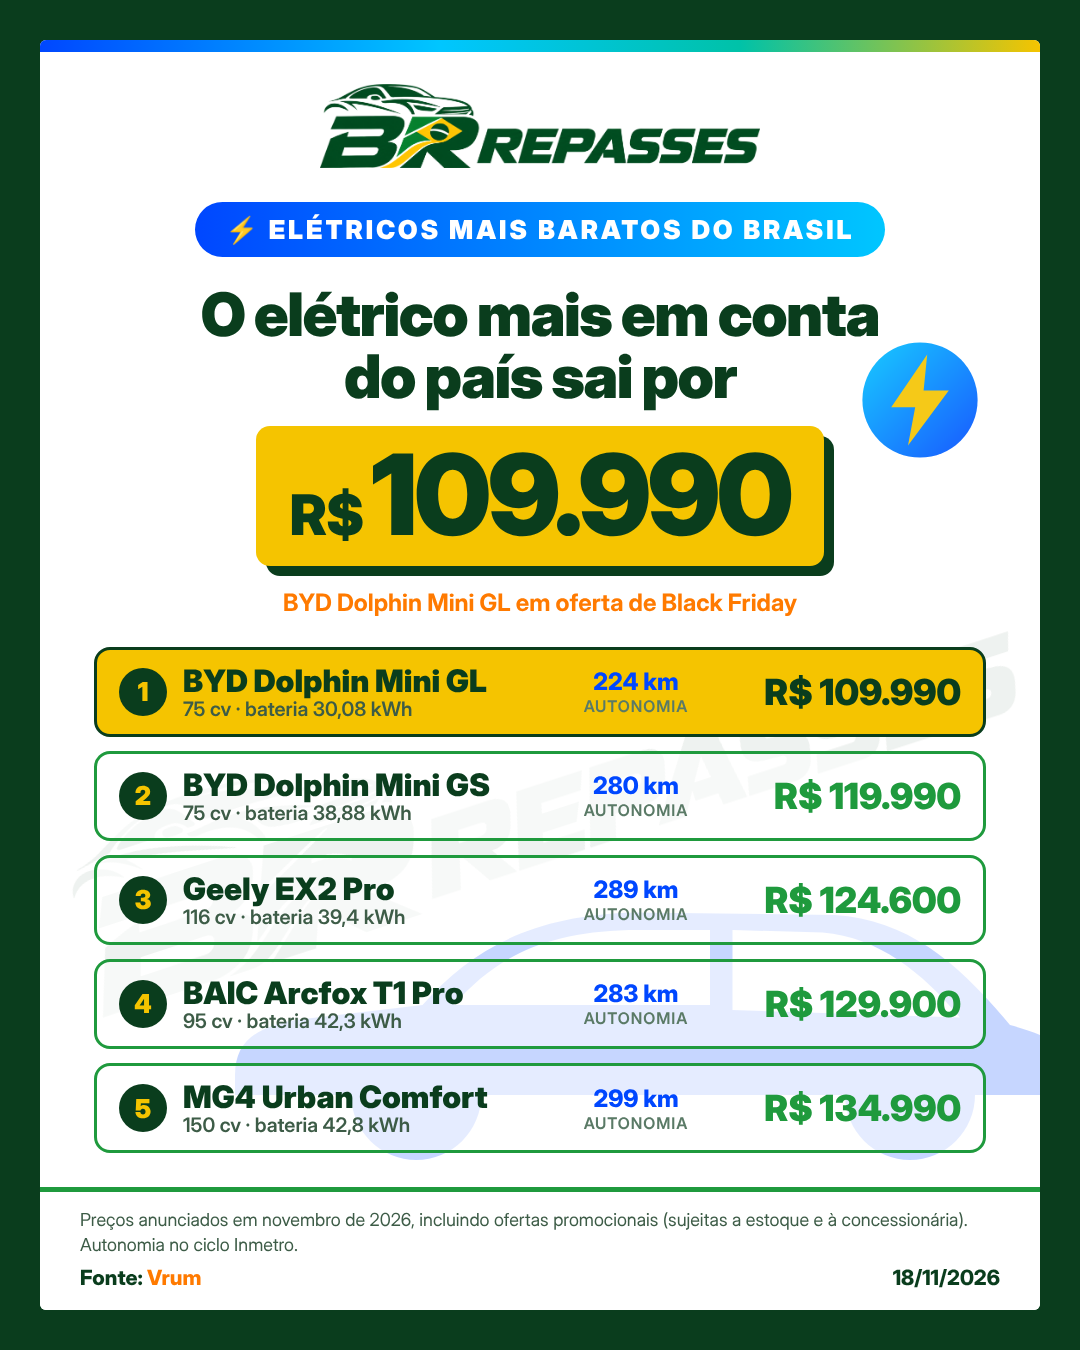 BR REPASSES
⚡ ELÉTRICOS MAIS BARATOS DO BRASIL
O elétrico mais em conta
do país sai por
R$ 109.990
BYD Dolphin Mini GL em oferta de Black Friday
1 BYD Dolphin Mini GL 224 km R$ 109.990
75 cv · bateria 30,08 kWh AUTONOMIA
2 BYD Dolphin Mini GS 280 km R$ 119.990
75 cv · bateria 38,88 kWh AUTONOMIA
3 Geely EX2 Pro 289 km R$ 124.600
116 cv · bateria 39,4 kWh AUTONOMIA
4 BAIC Arcfox T1 Pro 283 km R$ 129.900
95 cv · bateria 42,3 kWh AUTONOMIA
5 MG4 Urban Comfort 299 km R$ 134.990
150 cv · bateria 42,8 kWh AUTONOMIA
BR REPASSES
Preços anunciados em novembro de 2026, incluindo ofertas promocionais (sujeitas a estoque e à concessionária).
Autonomia no ciclo Inmetro.
Fonte: Vrum 18/11/2026